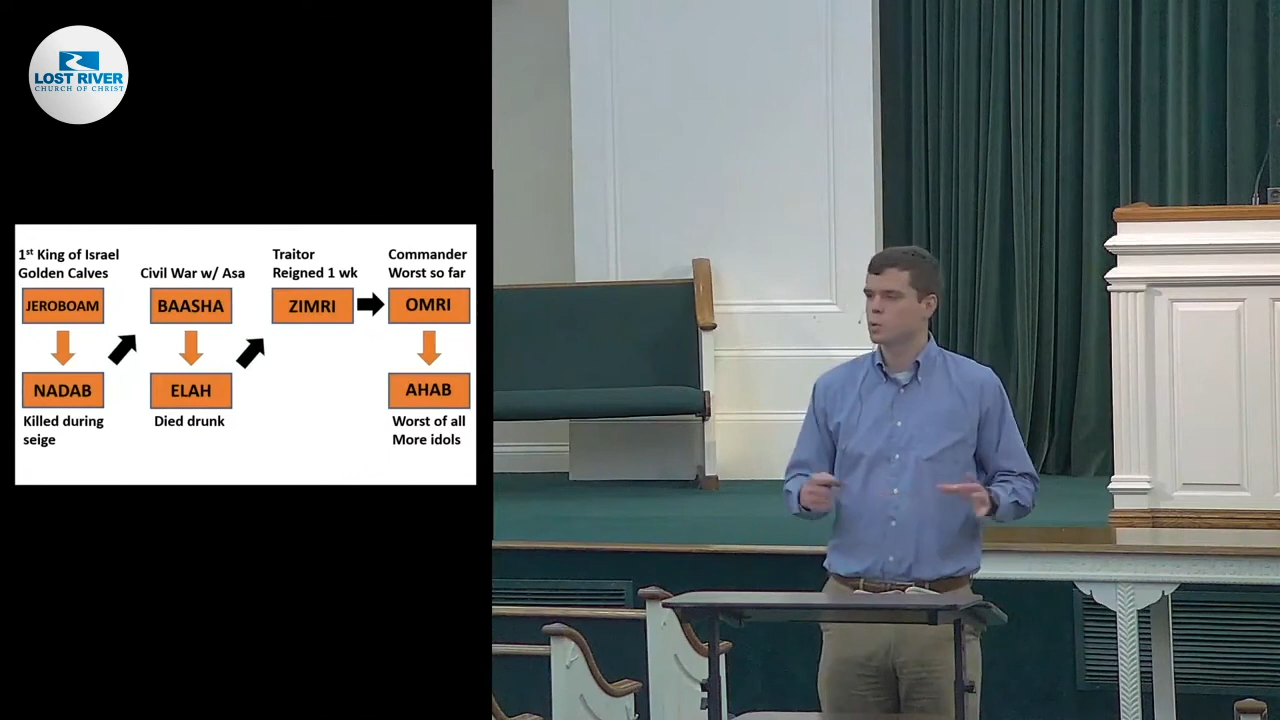 LOST RIVER
CHURCH OF CHRIST
1st King of Israel
Golden Calves
JEROBOAM
NADAB
Killed during
seige
Civil War w/ Asa
BAASHA
ELAH
Died drunk
Traitor
Reigned 1 wk
ZIMRI
Commander
Worst so far
OMRI
AHAB
Worst of all
More idols